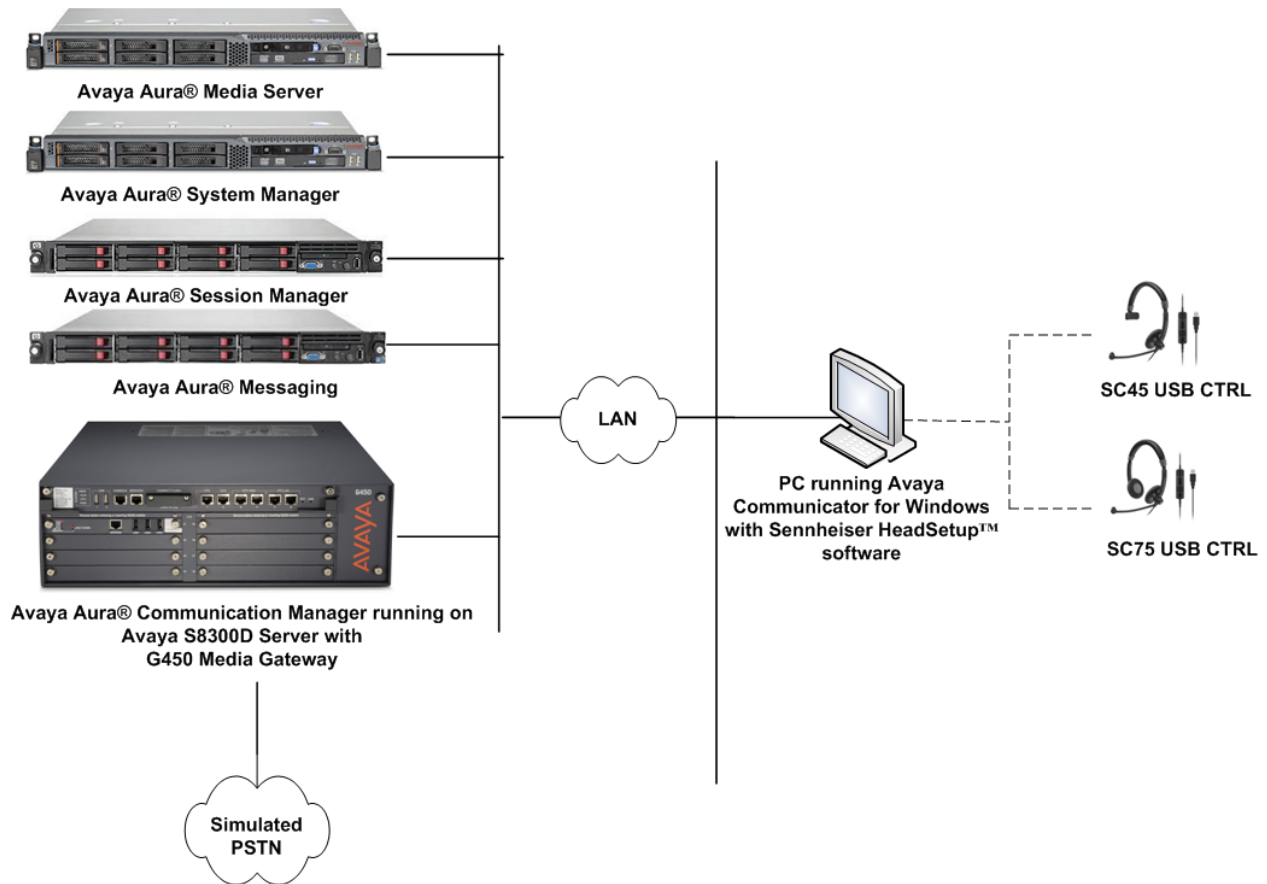 Avaya Aura® Media Server
Avaya Aura® System Manager
Avaya Aura® Session Manager
Avaya Aura® Messaging
G450
AVAYA
Avaya Aura® Communication Manager running on
Avaya S8300D Server with
G450 Media Gateway
Simulated
PSTN
LAN
PC running Avaya
Communicator for Windows
with Sennheiser HeadSetup™
software
SC45 USB CTRL
SC75 USB CTRL